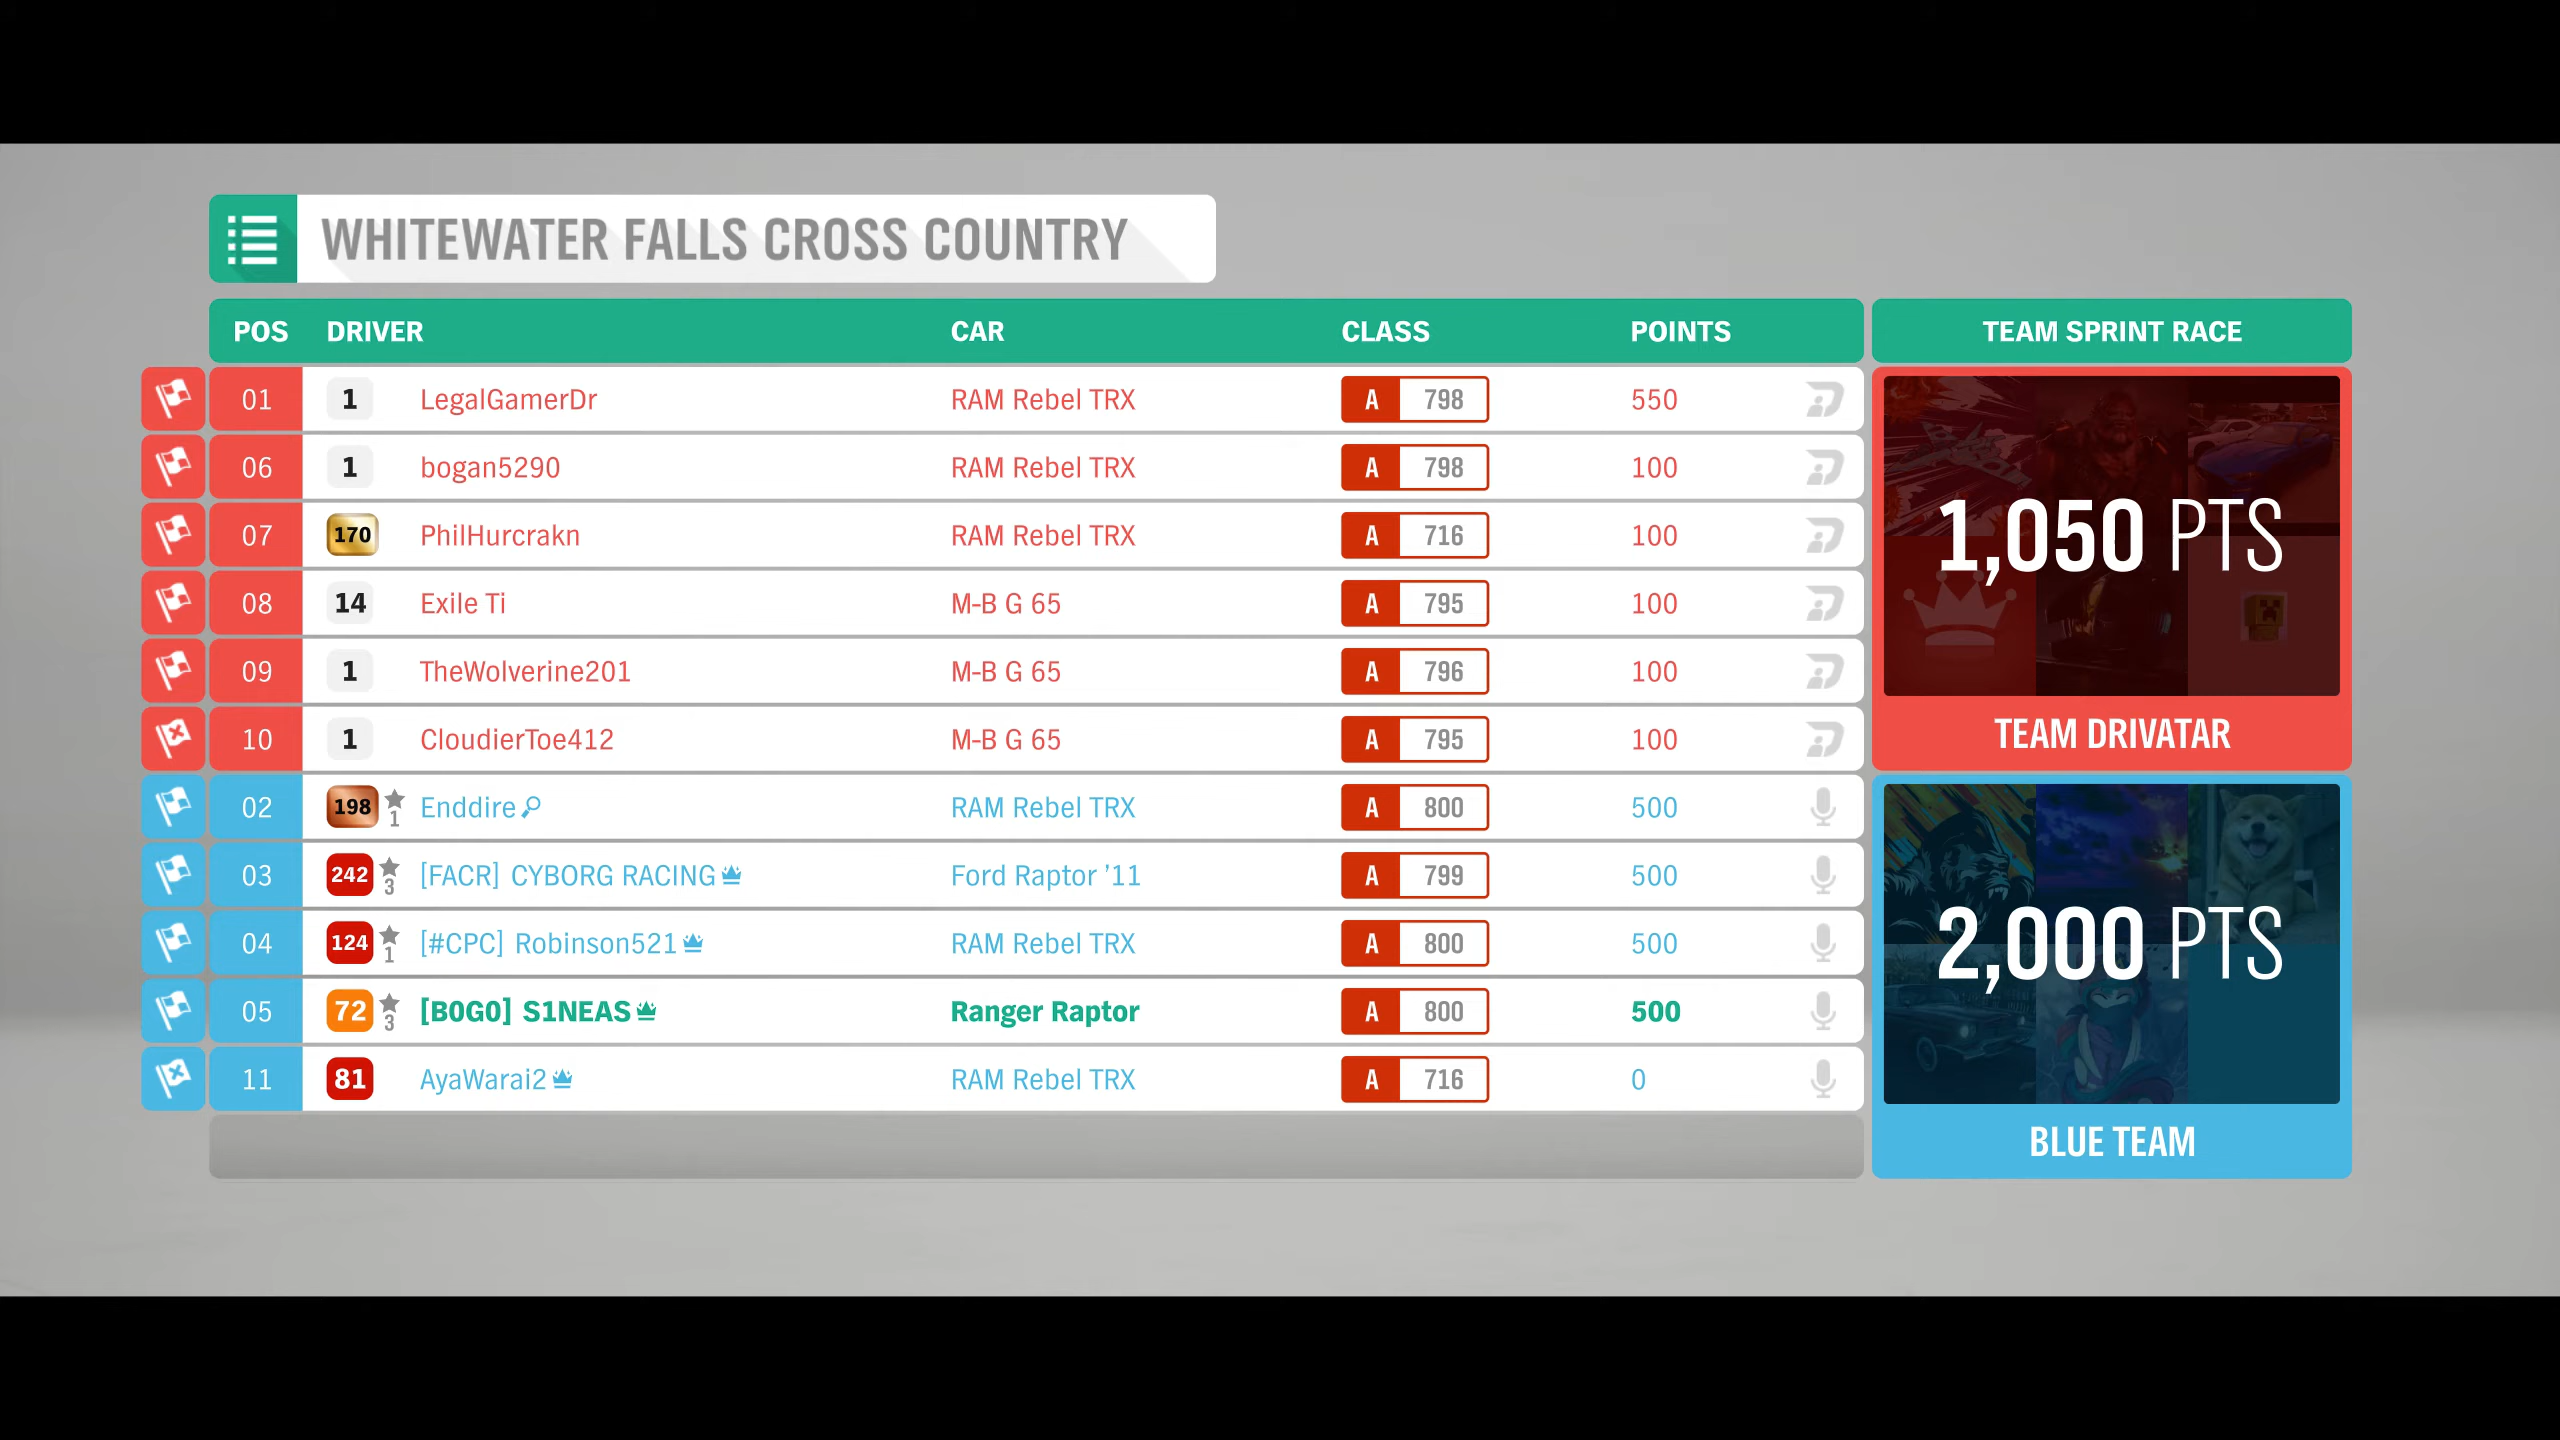 WHITEWATER FALLS CROSS COUNTRY
POS DRIVER CAR CLASS POINTS
01 1 LegalGamerDr RAM Rebel TRX A 798 550
06 1 bogan5290 RAM Rebel TRX A 798 100
07 170 PhilHurcrakn RAM Rebel TRX A 716 100
08 14 Exile Ti M-B G 65 A 795 100
09 1 TheWolverine201 M-B G 65 A 796 100
10 1 CloudierToe412 M-B G 65 A 795 100
02 198 1 Enddire RAM Rebel TRX A 800 500
03 242 3 [FACR] CYBORG RACING Ford Raptor ’11 A 799 500
04 124 1 [#CPC] Robinson521 RAM Rebel TRX A 800 500
05 72 3 [B0G0] S1NEAS Ranger Raptor A 800 500
11 81 AyaWarai2 RAM Rebel TRX A 716 0
TEAM SPRINT RACE
1,050 PTS
TEAM DRIVATAR
2,000 PTS
BLUE TEAM